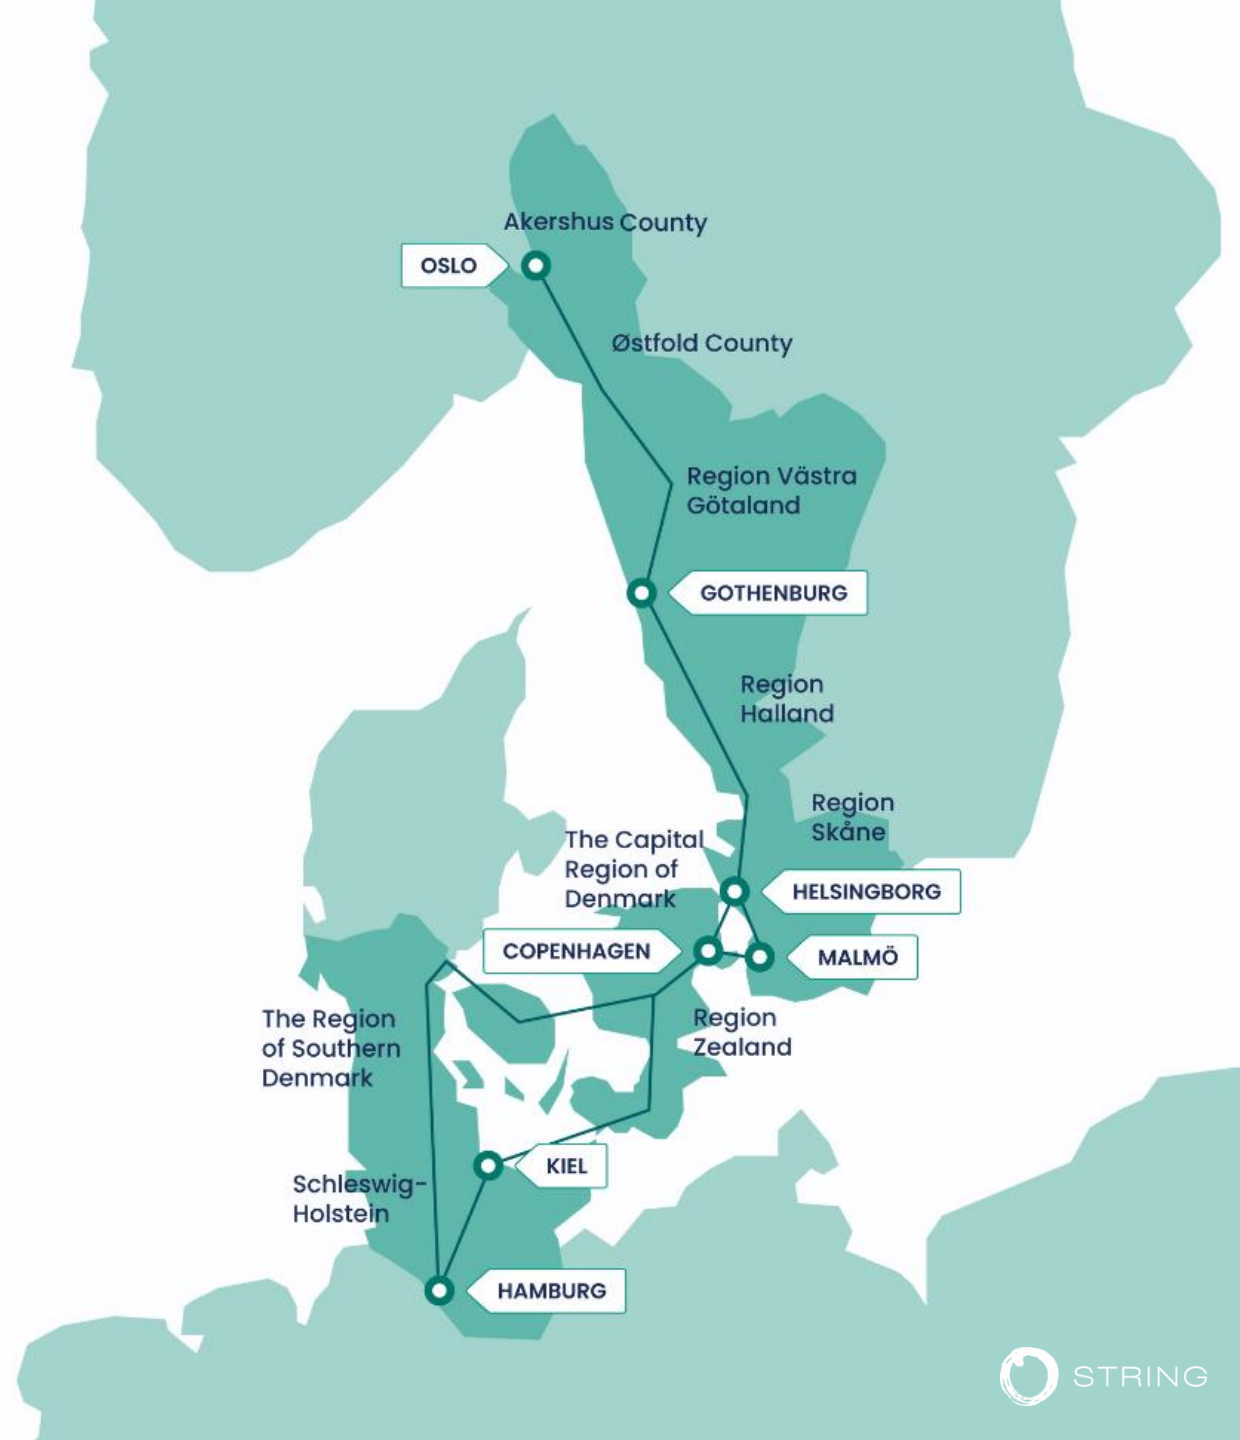 Akershus County
OSLO
Østfold County
Region Västra
Götaland
GOTHENBURG
Region
Halland
Region
Skåne
The Capital
Region of
Denmark
HELSINGBORG
COPENHAGEN
MALMÖ
The Region
of Southern
Denmark
Region
Zealand
KIEL
Schleswig-
Holstein
HAMBURG
STRING